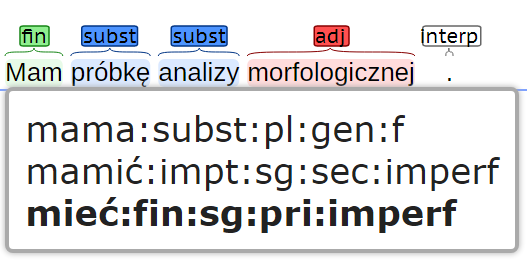 fin subst subst adj interp
Mam próbkę analizy morfologicznej .
mama:subst:pl:gen:f
mamić:impt:sg:sec:imperf
mieć:fin:sg:pri:imperf